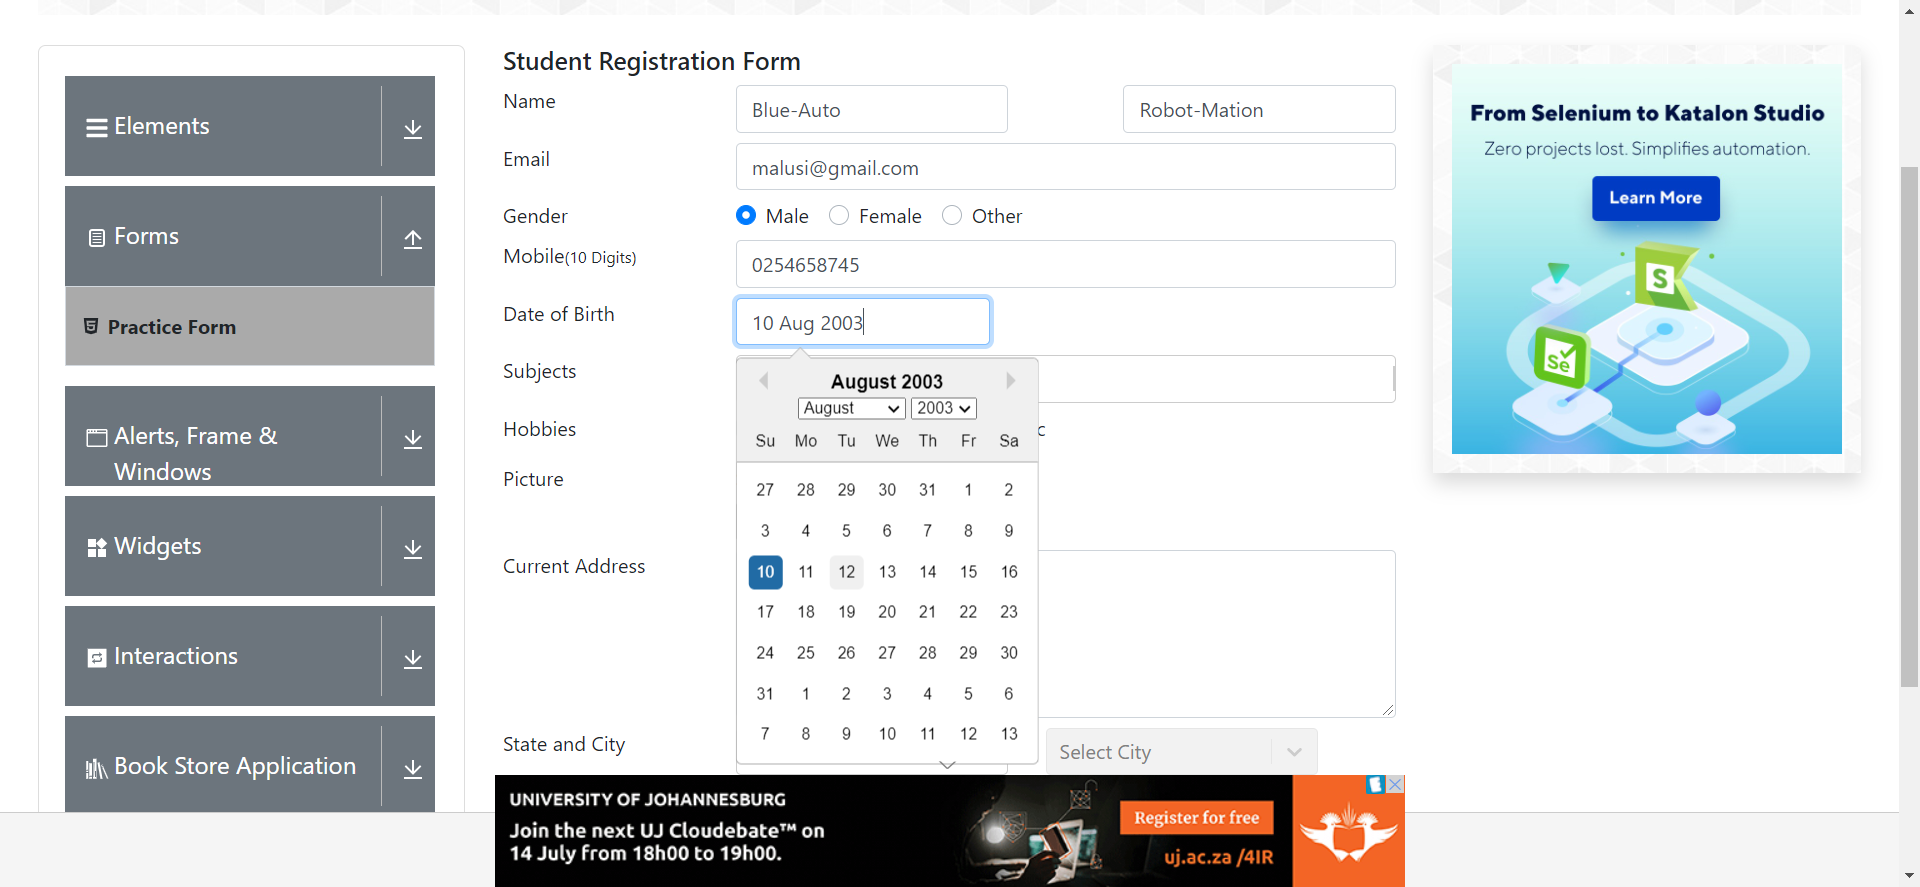 Elements
Forms
Practice Form
Alerts, Frame &
Windows
Widgets
Interactions
Book Store Application
Student Registration Form
Name
Blue-Auto
Robot-Mation
Email
malusi@gmail.com
Gender
Male
Female
Other
Mobile(10 Digits)
0254658745
Date of Birth
10 Aug 2003
Subjects
August 2003
August
2003
Su Mo Tu We Th Fr Sa
27 28 29 30 31 1 2
3 4 5 6 7 8 9
10 11 12 13 14 15 16
17 18 19 20 21 22 23
24 25 26 27 28 29 30
31 1 2 3 4 5 6
7 8 9 10 11 12 13
Hobbies
c
Picture
Current Address
State and City
Select City
From Selenium to Katalon Studio
Zero projects lost. Simplifies automation.
Learn More
S
Se
UNIVERSITY OF JOHANNESBURG
Join the next UJ Cloudebate™ on
14 July from 18h00 to 19h00.
Register for free
uj.ac.za /4IR